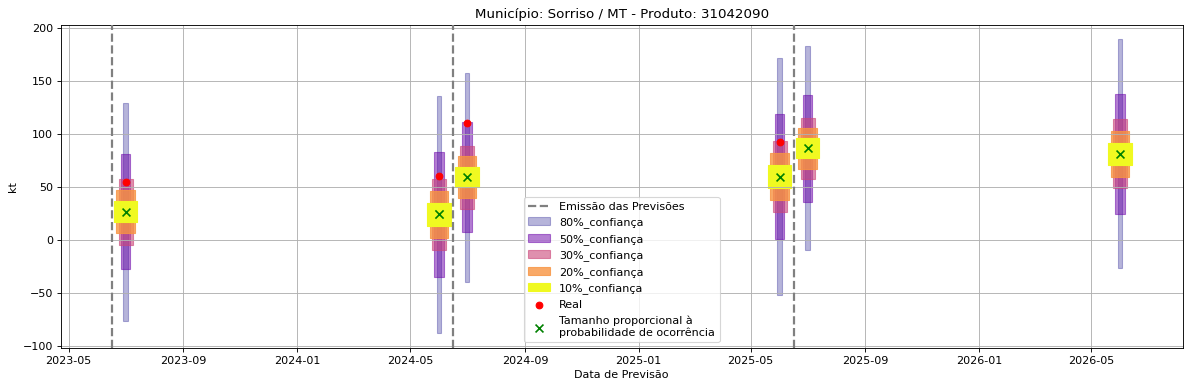 Município: Sorriso / MT - Produto: 31042090
200
150
100
50
0
−50
−100
kt
Emissão das Previsões
80%_confiança
50%_confiança
30%_confiança
20%_confiança
10%_confiança
Real
Tamanho proporcional à
probabilidade de ocorrência
2023-05 2023-09 2024-01 2024-05 2024-09 2025-01 2025-05 2025-09 2026-01 2026-05
Data de Previsão